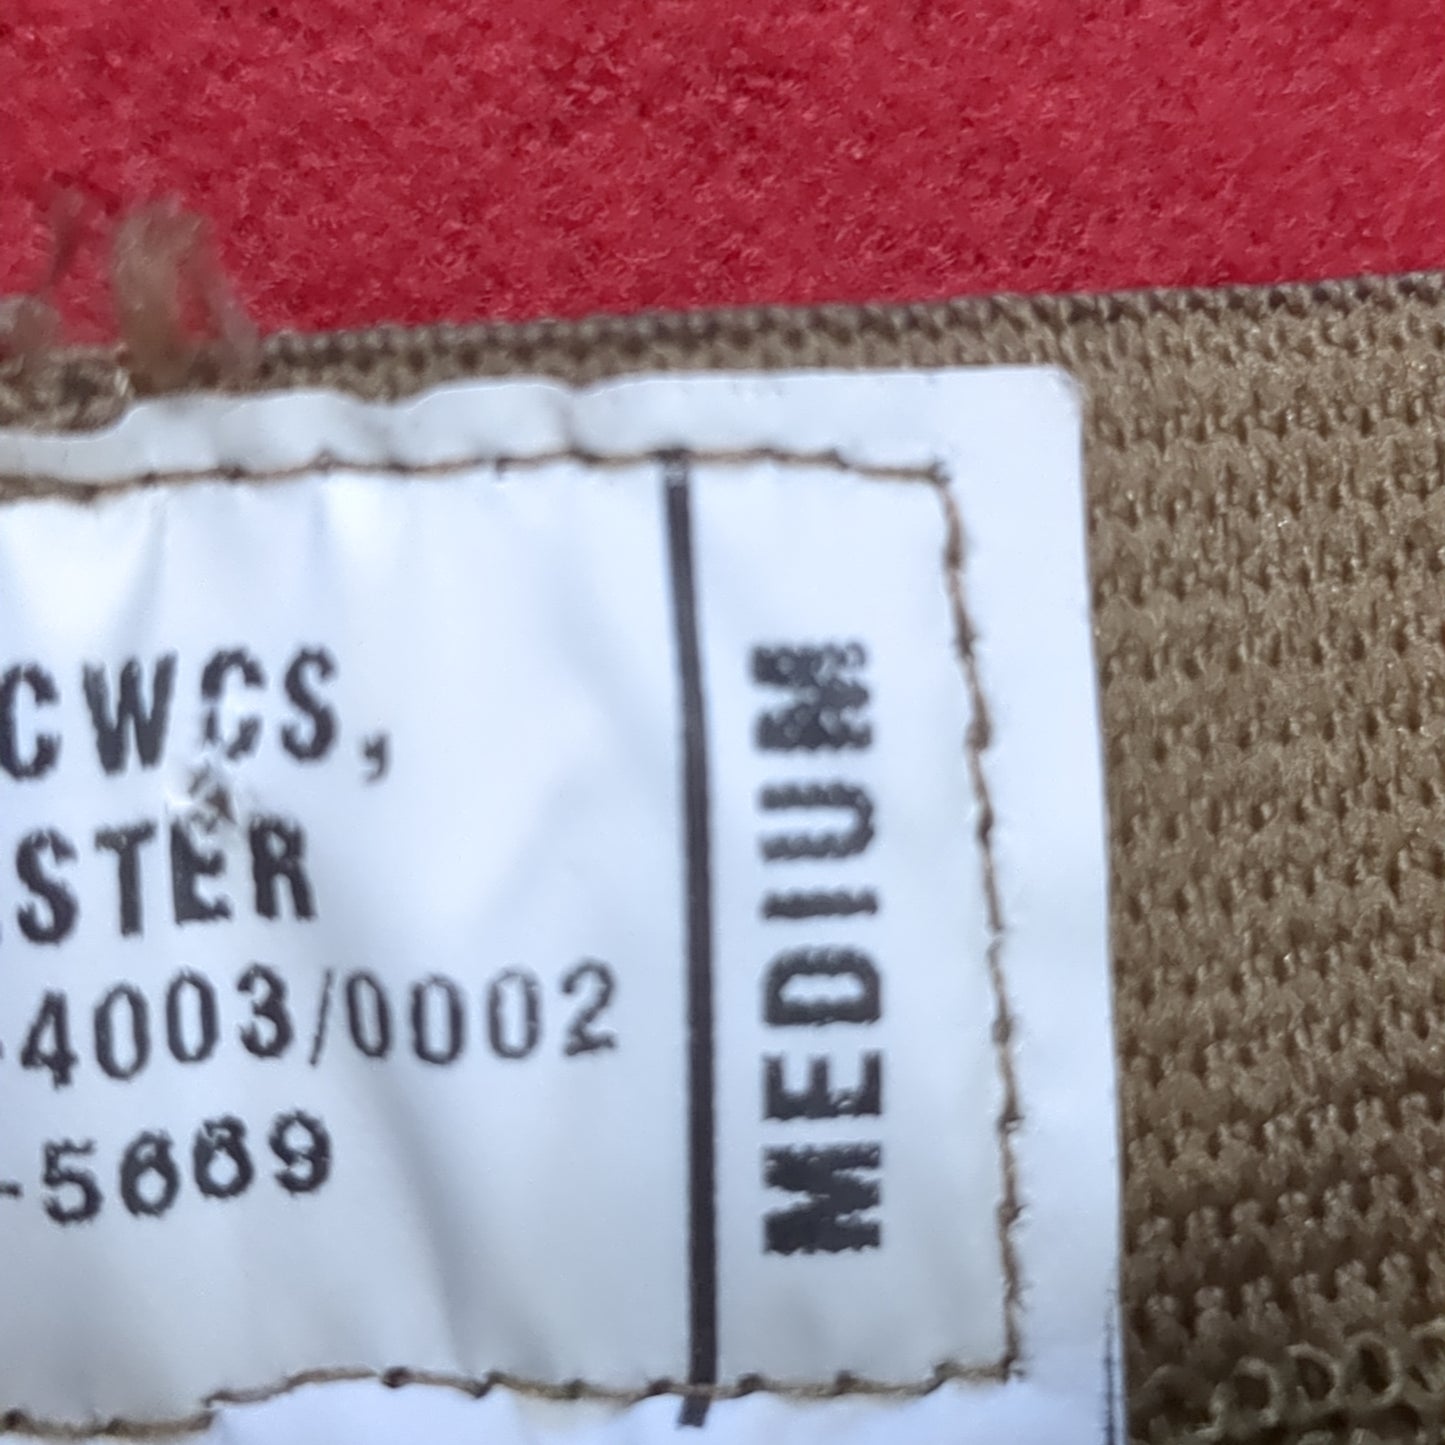 CWCS,
STER
-4003/0002
-5669
MEDIUM